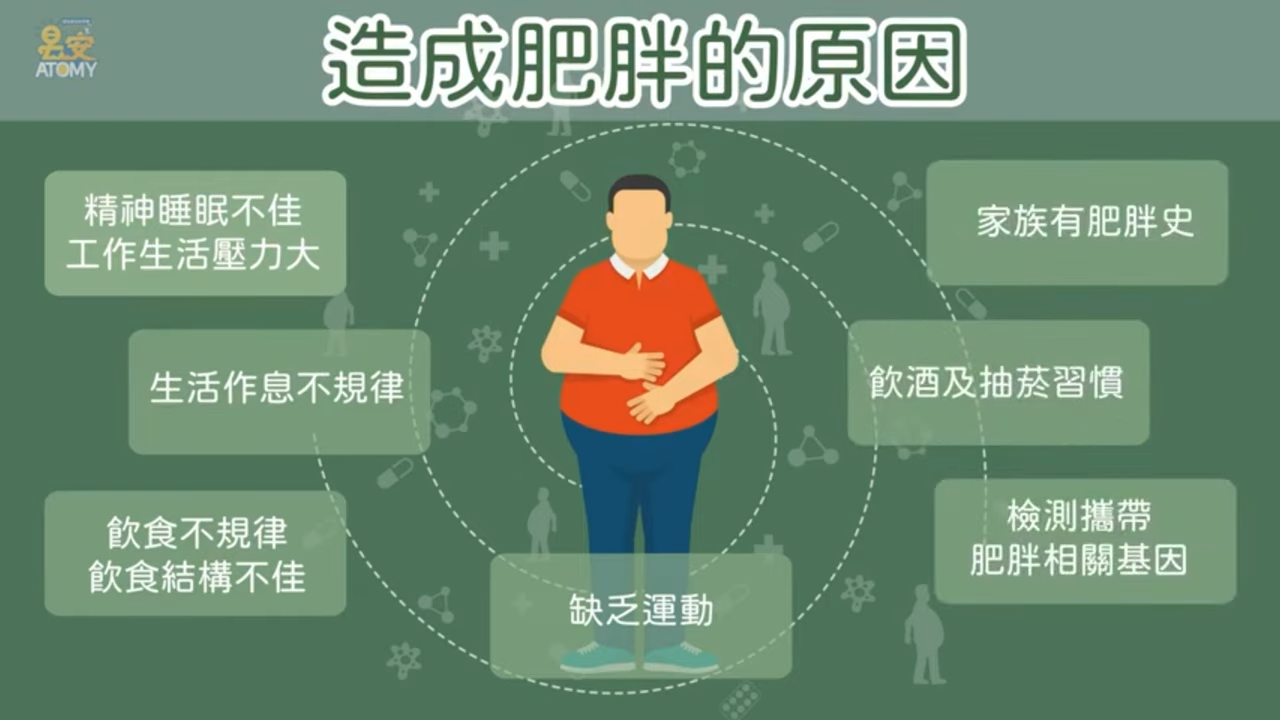 易安
ATOMY
造成肥胖的原因
精神睡眠不佳
工作生活壓力大
家族有肥胖史
生活作息不規律
飲酒及抽菸習慣
飲食不規律
飲食結構不佳
檢測攜帶
肥胖相關基因
缺乏運動